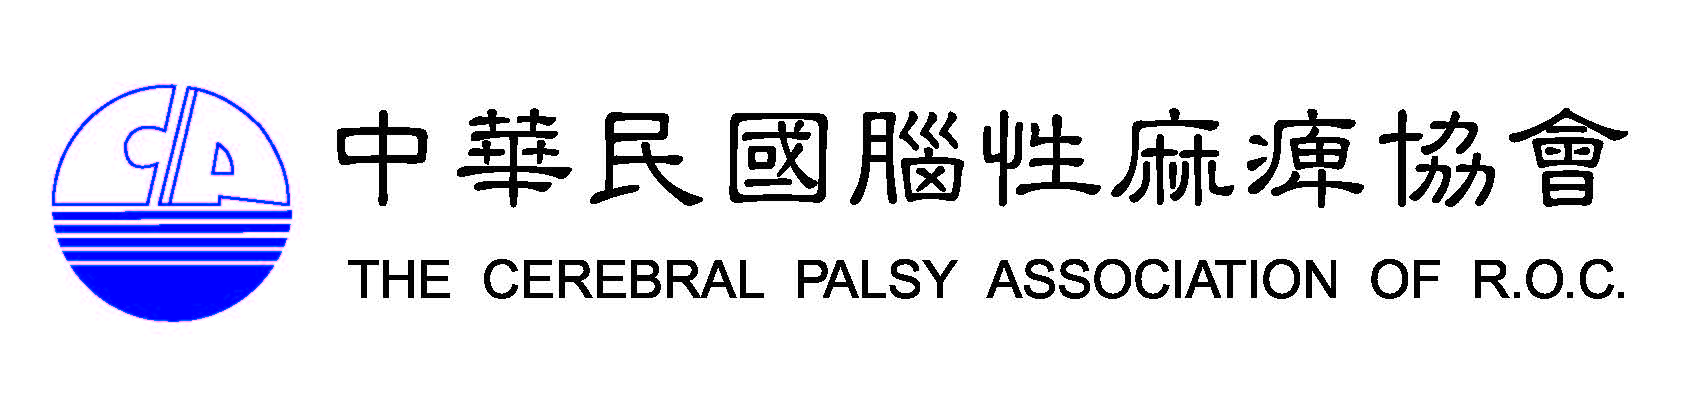 CA
中華民國腦性麻痺協會
THE CEREBRAL PALSY ASSOCIATION OF R.O.C.